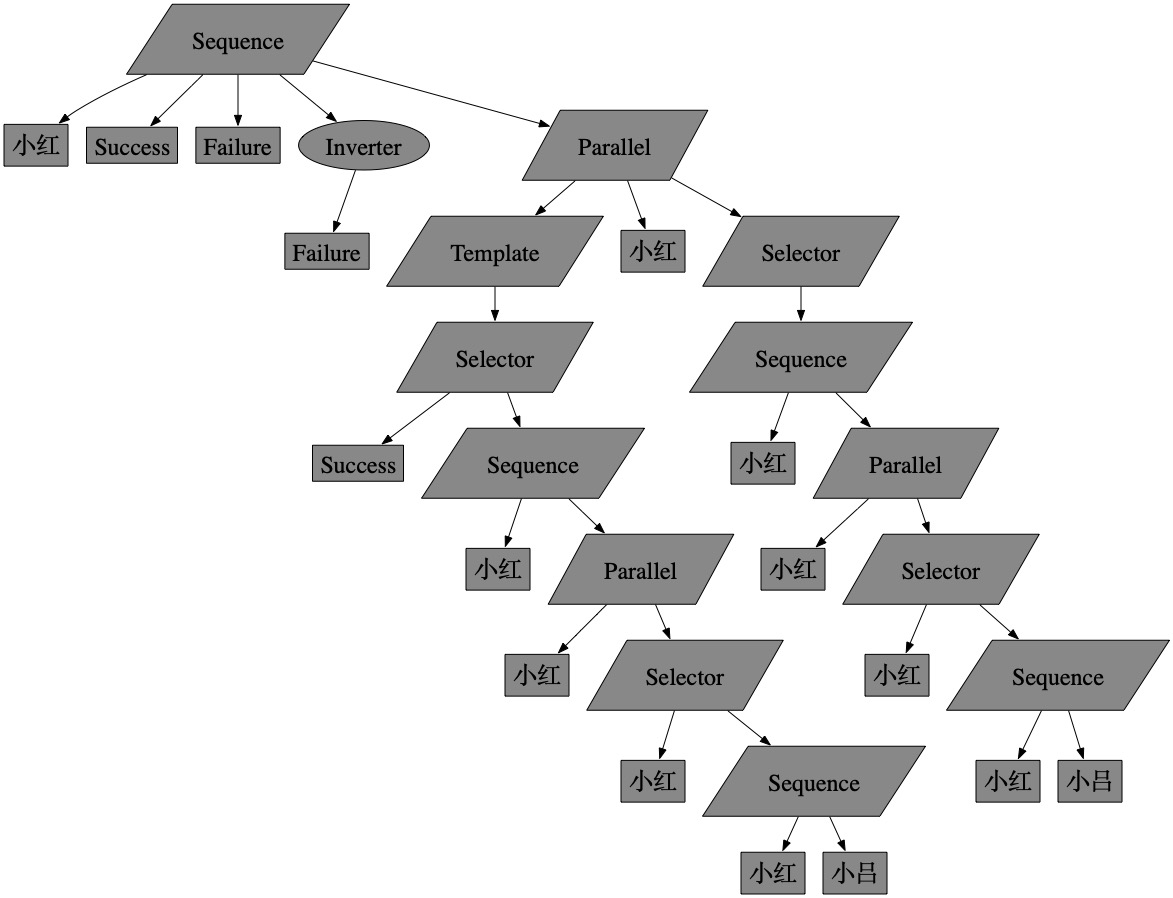 Sequence
小红
Success
Failure
Inverter
Parallel
Failure
Template
小红
Selector
Selector
Sequence
Success
Sequence
小红
Parallel
小红
Parallel
小红
Selector
小红
Selector
小红
Sequence
小红
Sequence
小红
小吕
小红
小吕